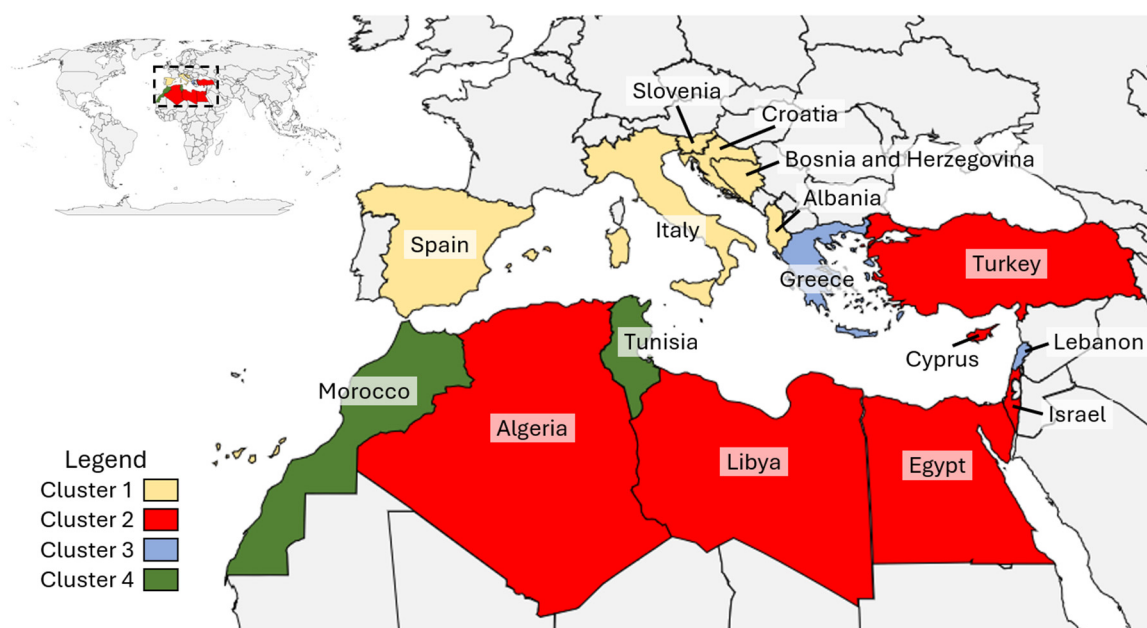 Slovenia
Croatia
Bosnia and Herzegovina
Albania
Italy
Spain
Turkey
Greece
Tunisia
Lebanon
Cyprus
Morocco
Israel
Algeria
Libya
Egypt
Legend
Cluster 1
Cluster 2
Cluster 3
Cluster 4